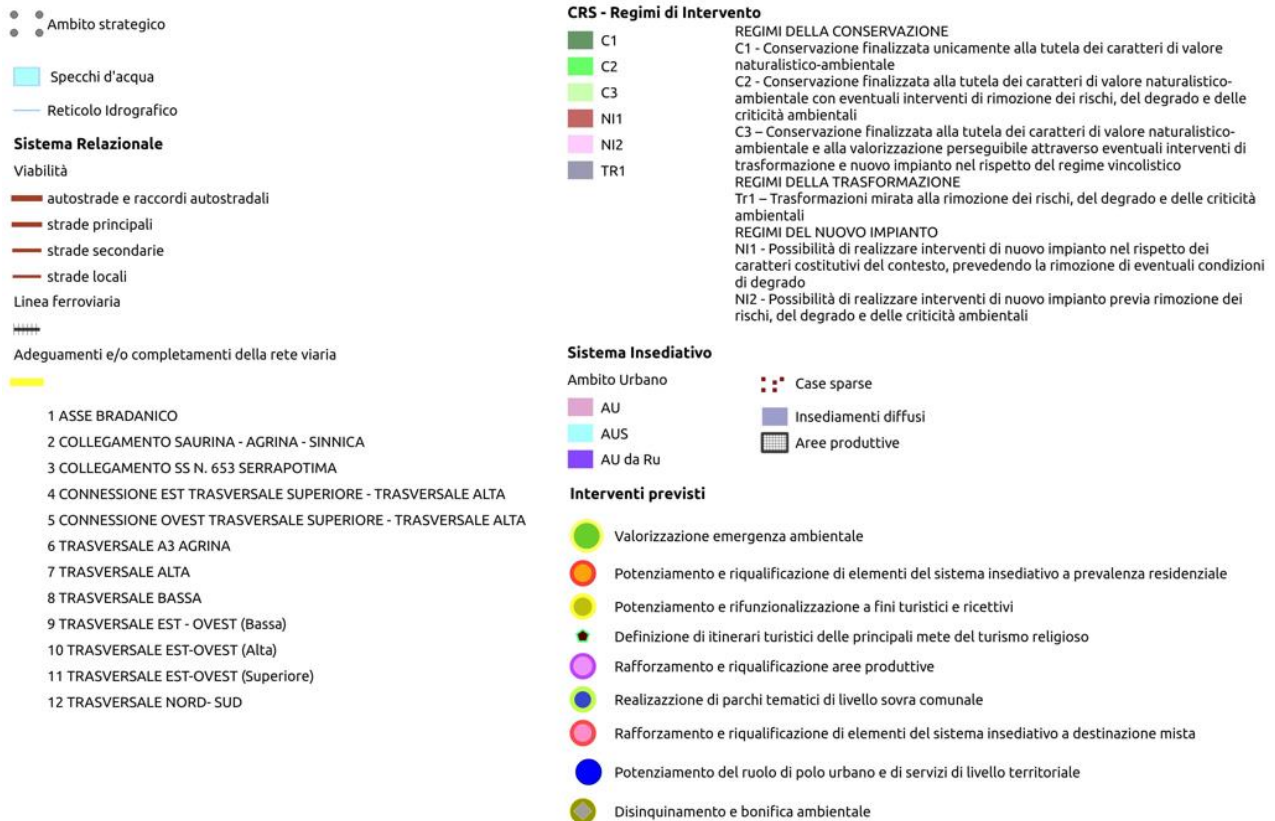 Ambito strategico
Specchi d'acqua
Reticolo Idrografico
Sistema Relazionale
Viabilità
autostrade e raccordi autostradali
strade principali
strade secondarie
strade locali
Linea ferroviaria
Adeguamenti e/o completamenti della rete viaria
1 ASSE BRADANICO
2 COLLEGAMENTO SAURINA - AGRINA - SINNICA
3 COLLEGAMENTO SS N. 653 SERRAPOTIMA
4 CONNESSIONE EST TRASVERSALE SUPERIORE - TRASVERSALE ALTA
5 CONNESSIONE OVEST TRASVERSALE SUPERIORE - TRASVERSALE ALTA
6 TRASVERSALE A3 AGRINA
7 TRASVERSALE ALTA
8 TRASVERSALE BASSA
9 TRASVERSALE EST - OVEST (Bassa)
10 TRASVERSALE EST-OVEST (Alta)
11 TRASVERSALE EST-OVEST (Superiore)
12 TRASVERSALE NORD- SUD
CRS - Regimi di Intervento
C1
C2
C3
NI1
NI2
TR1
REGIMI DELLA CONSERVAZIONE
C1 - Conservazione finalizzata unicamente alla tutela dei caratteri di valore
naturalistico-ambientale
C2 - Conservazione finalizzata alla tutela dei caratteri di valore naturalistico-
ambientale con eventuali interventi di rimozione dei rischi, del degrado e delle
criticità ambientali
C3 – Conservazione finalizzata alla tutela dei caratteri di valore naturalistico-
ambientale e alla valorizzazione perseguibile attraverso eventuali interventi di
trasformazione e nuovo impianto nel rispetto del regime vincolistico
REGIMI DELLA TRASFORMAZIONE
Tr1 – Trasformazioni mirata alla rimozione dei rischi, del degrado e delle criticità
ambientali
REGIMI DEL NUOVO IMPIANTO
NI1 - Possibilità di realizzare interventi di nuovo impianto nel rispetto dei
caratteri costitutivi del contesto, prevedendo la rimozione di eventuali condizioni
di degrado
NI2 - Possibilità di realizzare interventi di nuovo impianto previa rimozione dei
rischi, del degrado e delle criticità ambientali
Sistema Insediativo
Ambito Urbano
AU
AUS
AU da Ru
Case sparse
Insediamenti diffusi
Aree produttive
Interventi previsti
Valorizzazione emergenza ambientale
Potenziamento e riqualificazione di elementi del sistema insediativo a prevalenza residenziale
Potenziamento e rifunzionalizzazione a fini turistici e ricettivi
Definizione di itinerari turistici delle principali mete del turismo religioso
Rafforzamento e riqualificazione aree produttive
Realizazzione di parchi tematici di livello sovra comunale
Rafforzamento e riqualificazione di elementi del sistema insediativo a destinazione mista
Potenziamento del ruolo di polo urbano e di servizi di livello territoriale
Disinquinamento e bonifica ambientale